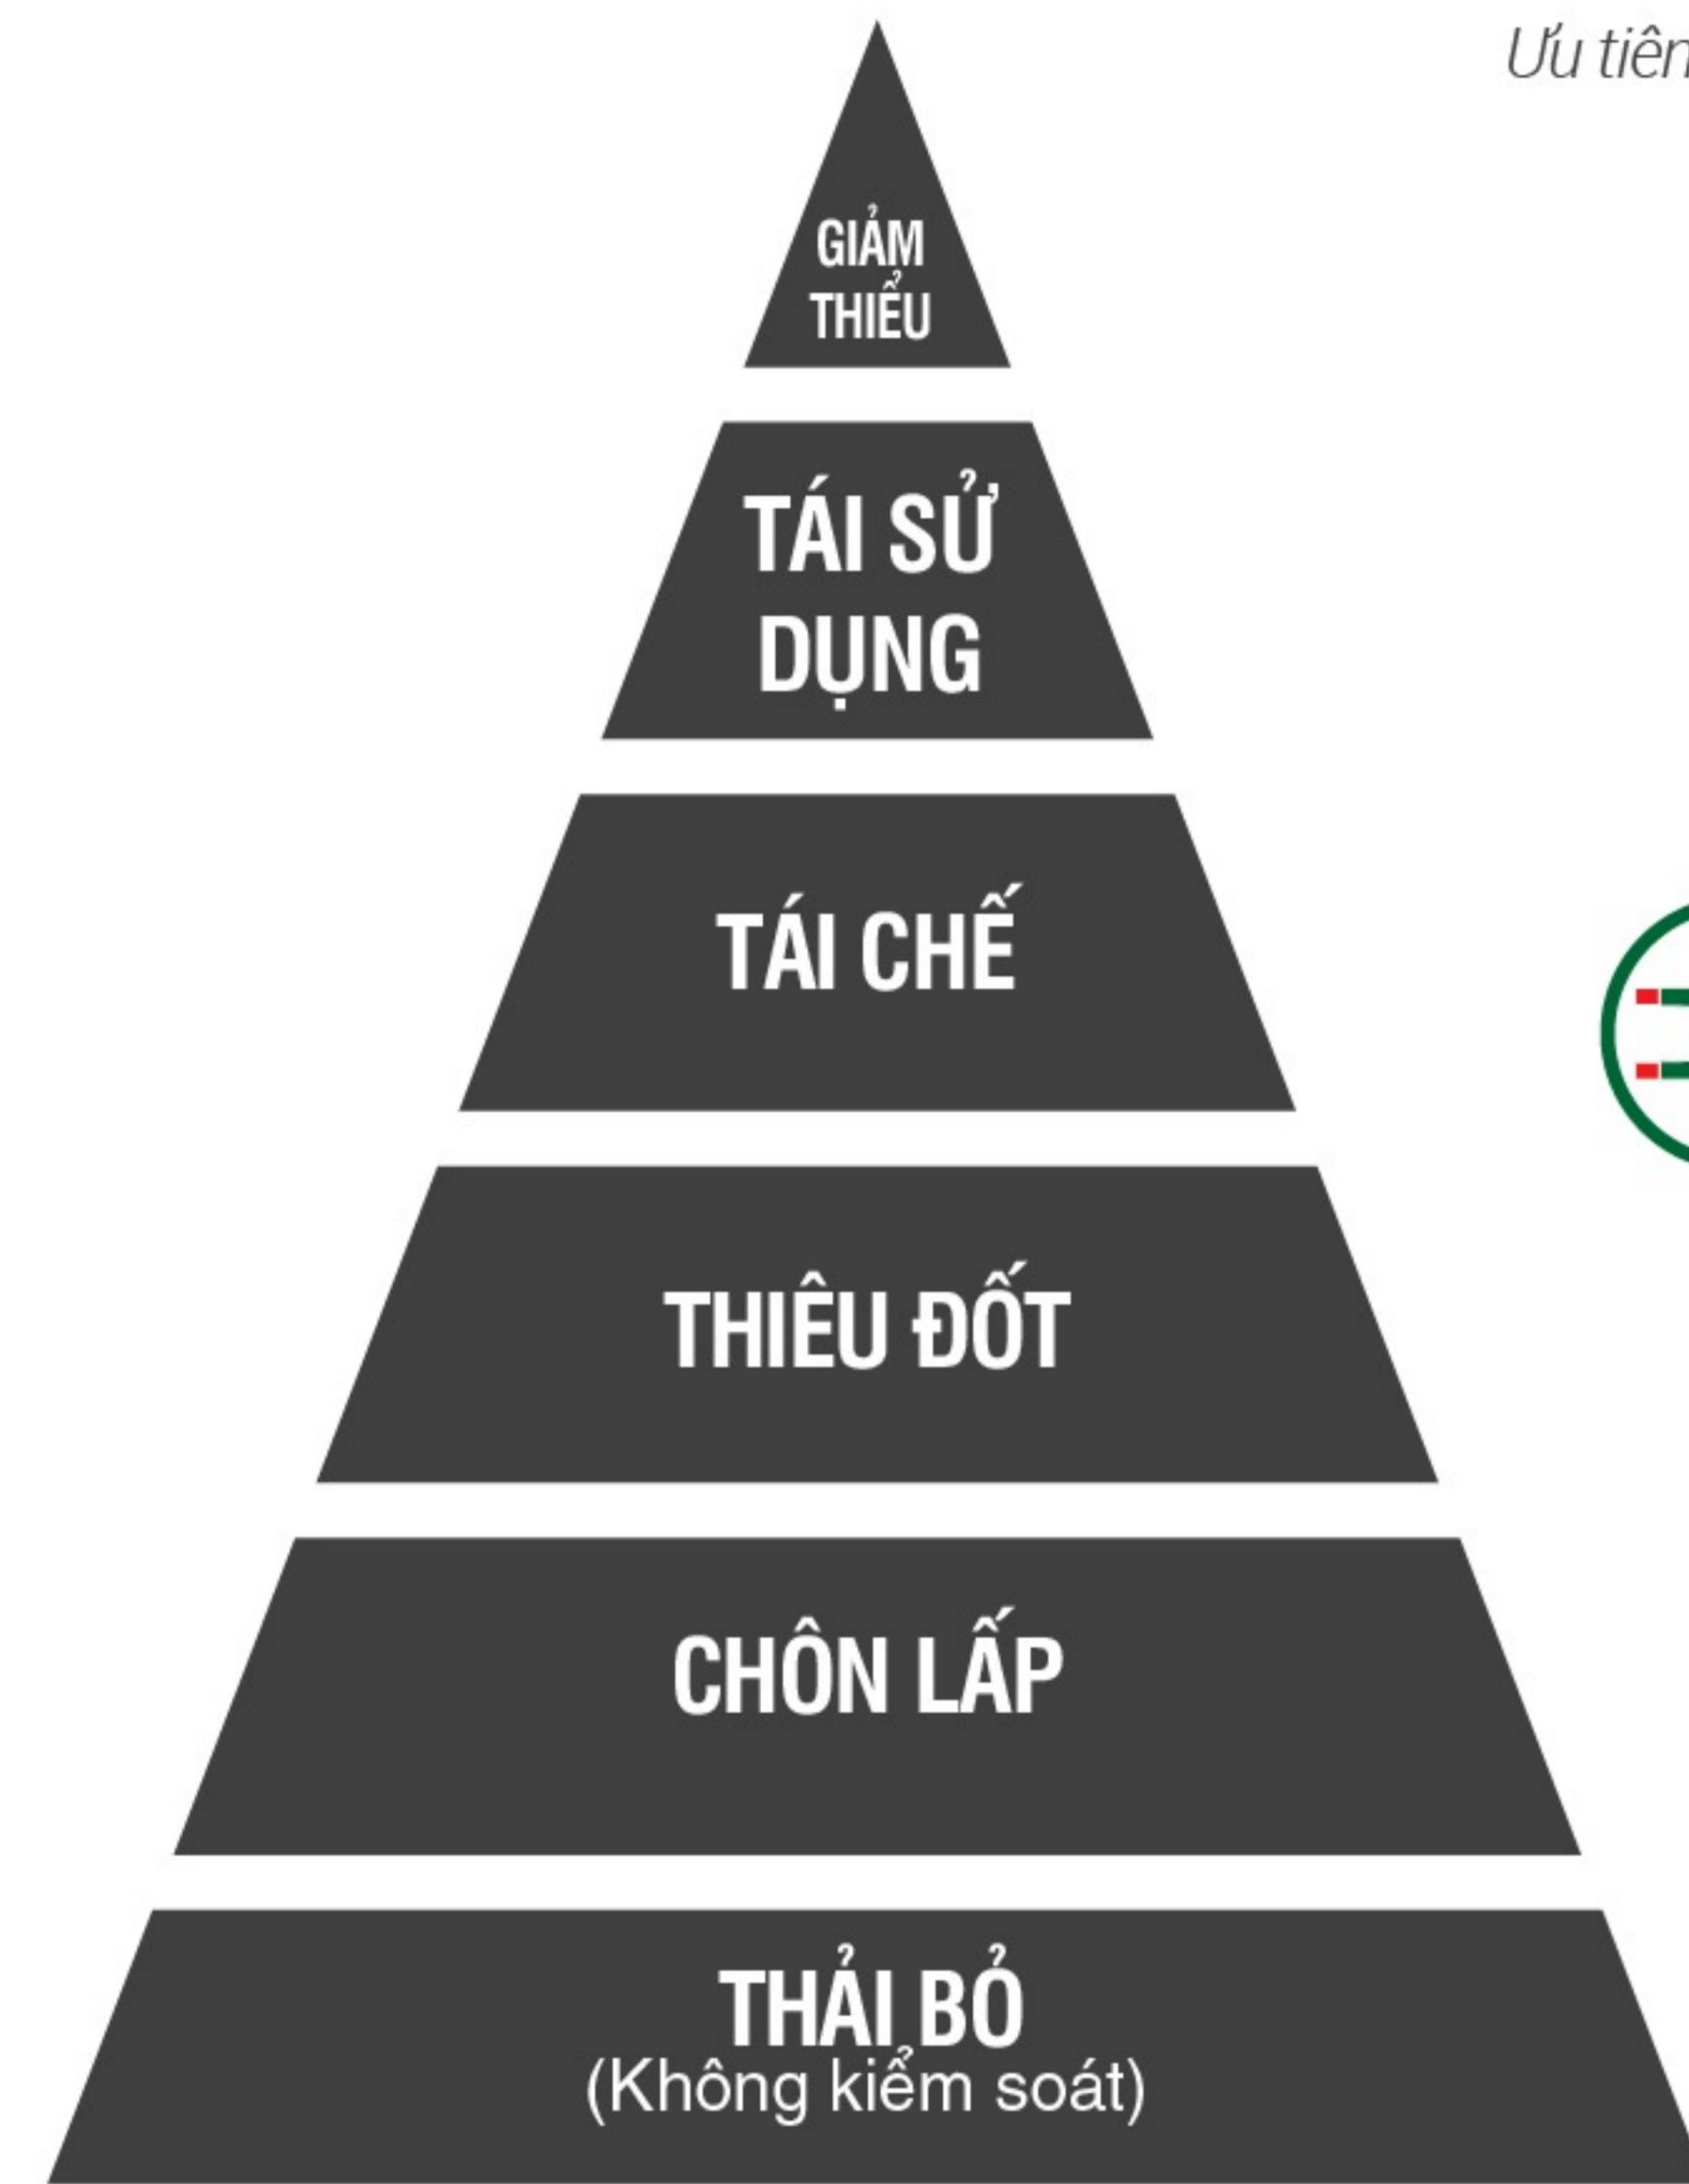 Ưu tiên
GIẢM
THIỂU
TÁI SỬ
DỤNG
TÁI CHẾ
THIÊU ĐỐT
CHÔN LẤP
THẢI BỎ
(Không kiểm soát)